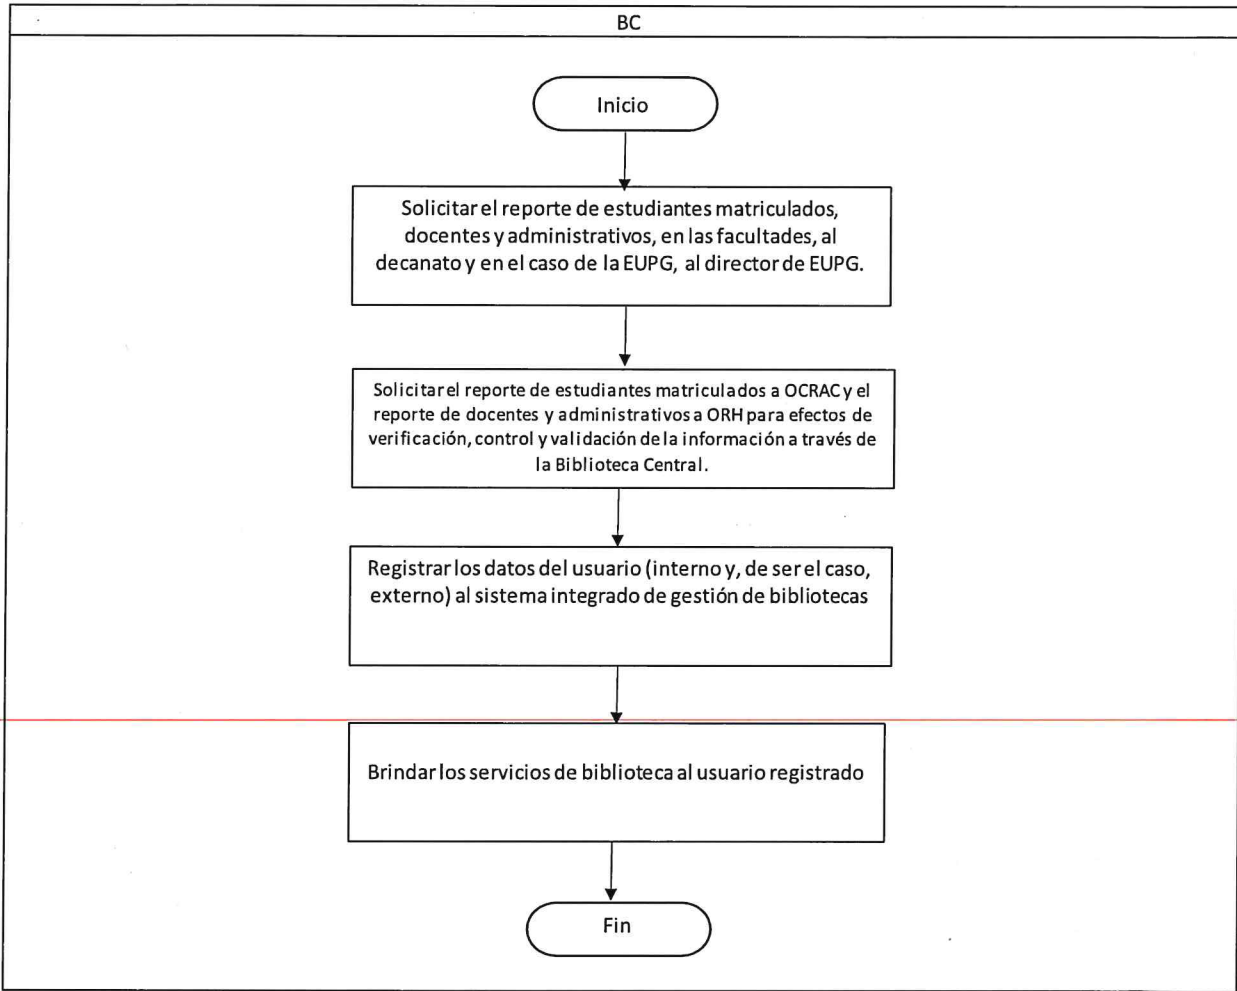 BC
Inicio
Solicitar el reporte de estudiantes matriculados,
docentes y administrativos, en las facultades, al
decanato y en el caso de la EUPG, al director de EUPG.
Solicitar el reporte de estudiantes matriculados a OCRAC y el
reporte de docentes y administrativos a ORH para efectos de
verificación, control y validación de la información a través de
la Biblioteca Central.
Registrar los datos del usuario (interno y, de ser el caso,
externo) al sistema integrado de gestión de bibliotecas
Brindar los servicios de biblioteca al usuario registrado
Fin